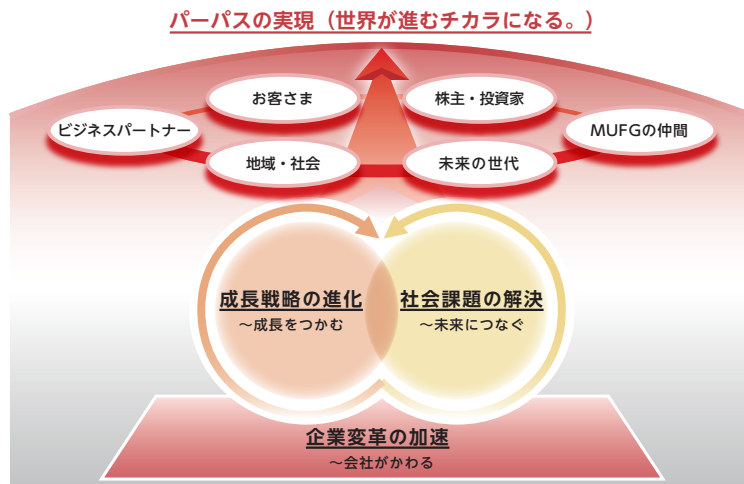 パーパスの実現（世界が進むチカラになる。）
お客さま
株主・投資家
ビジネスパートナー
MUFGの仲間
地域・社会
未来の世代
成長戦略の進化
～成長をつかむ
社会課題の解決
～未来につなぐ
企業変革の加速
～会社がかわる